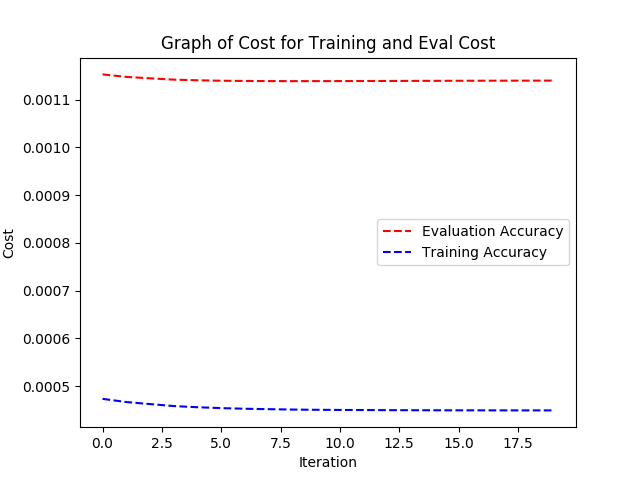 Graph of Cost for Training and Eval Cost
0.0011
0.0010
0.0009
0.0008
0.0007
0.0006
0.0005
Cost
Evaluation Accuracy
Training Accuracy
0.0 2.5 5.0 7.5 10.0 12.5 15.0 17.5
Iteration